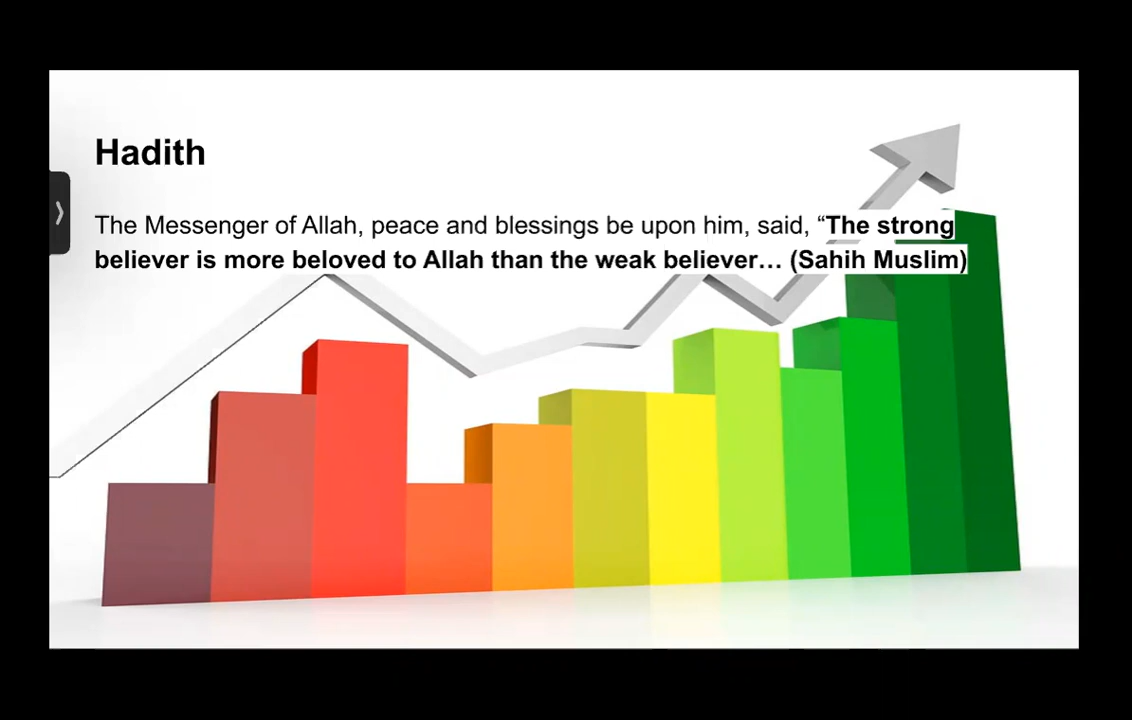 Hadith
The Messenger of Allah, peace and blessings be upon him, said, “The strong
believer is more beloved to Allah than the weak believer… (Sahih Muslim)